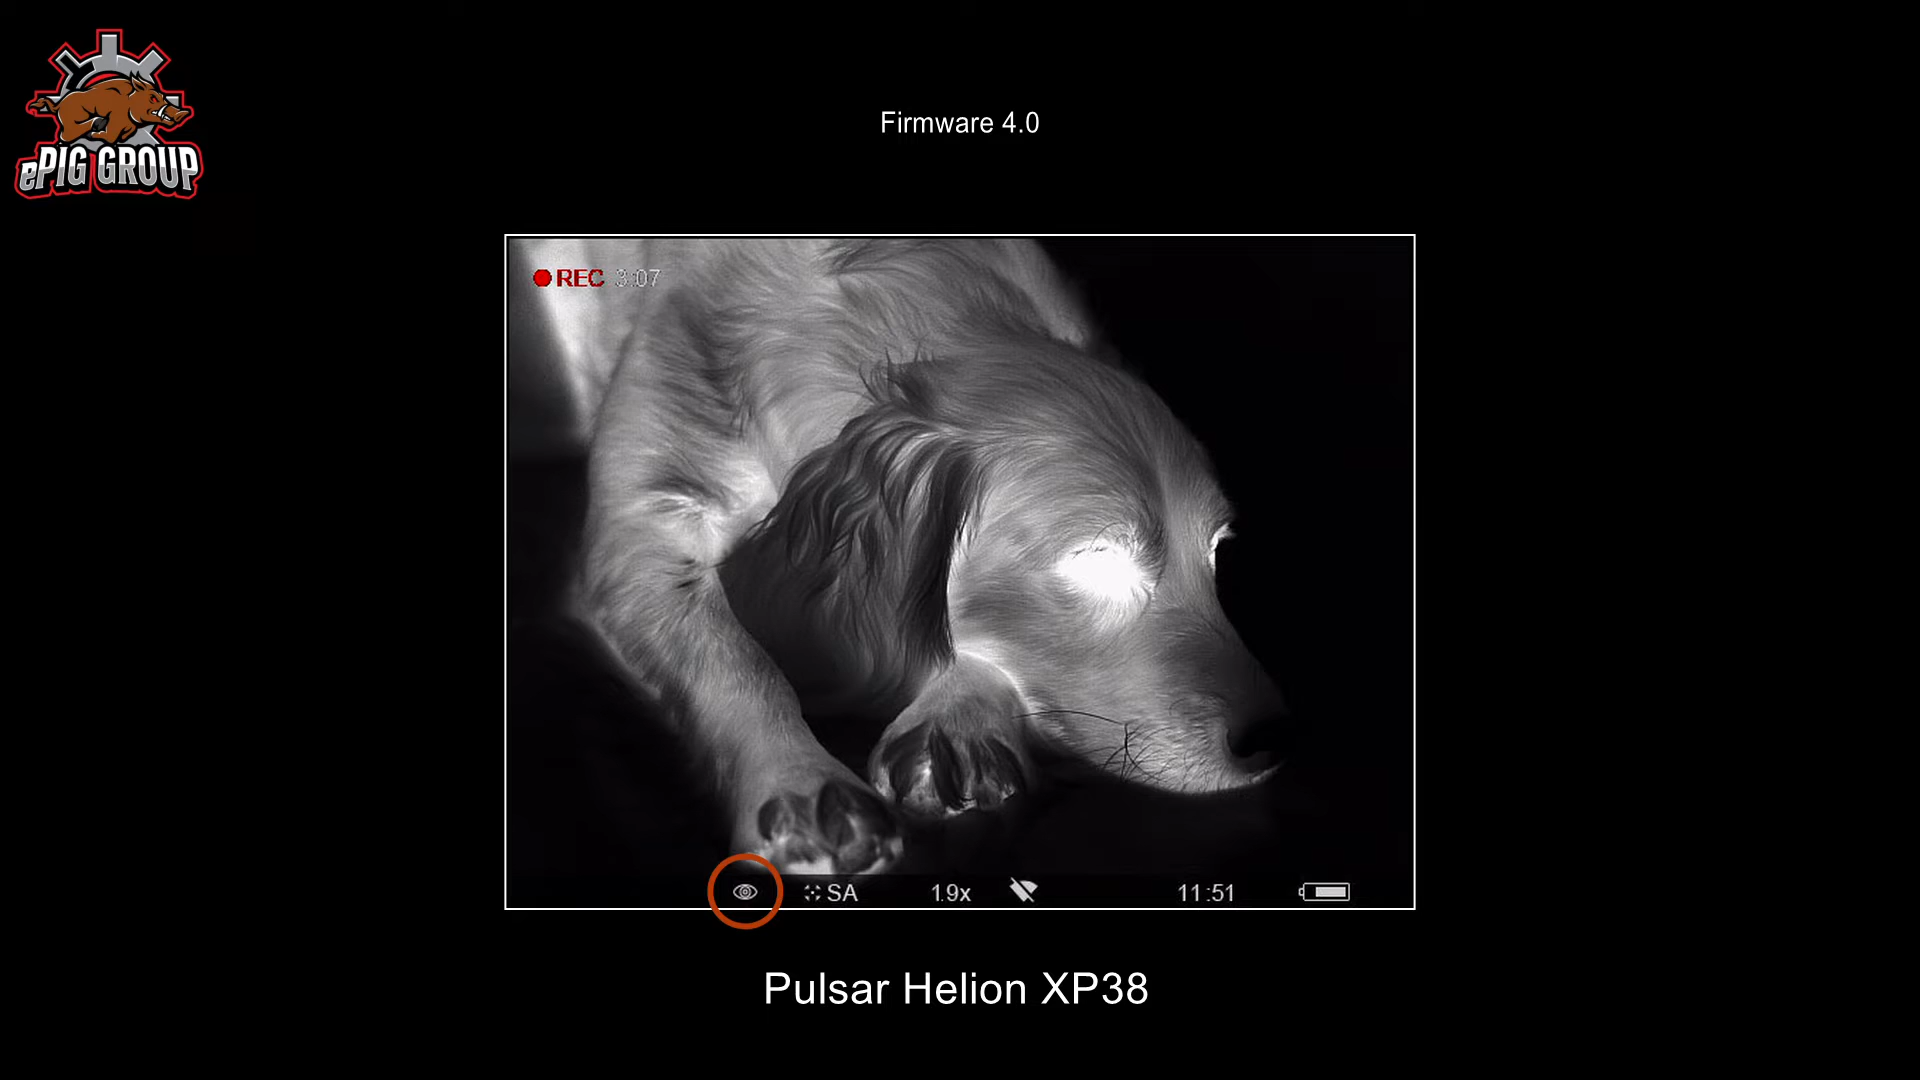 ePIG GROUP
Firmware 4.0
REC 3:07
SA 1.9x 11:51
Pulsar Helion XP38